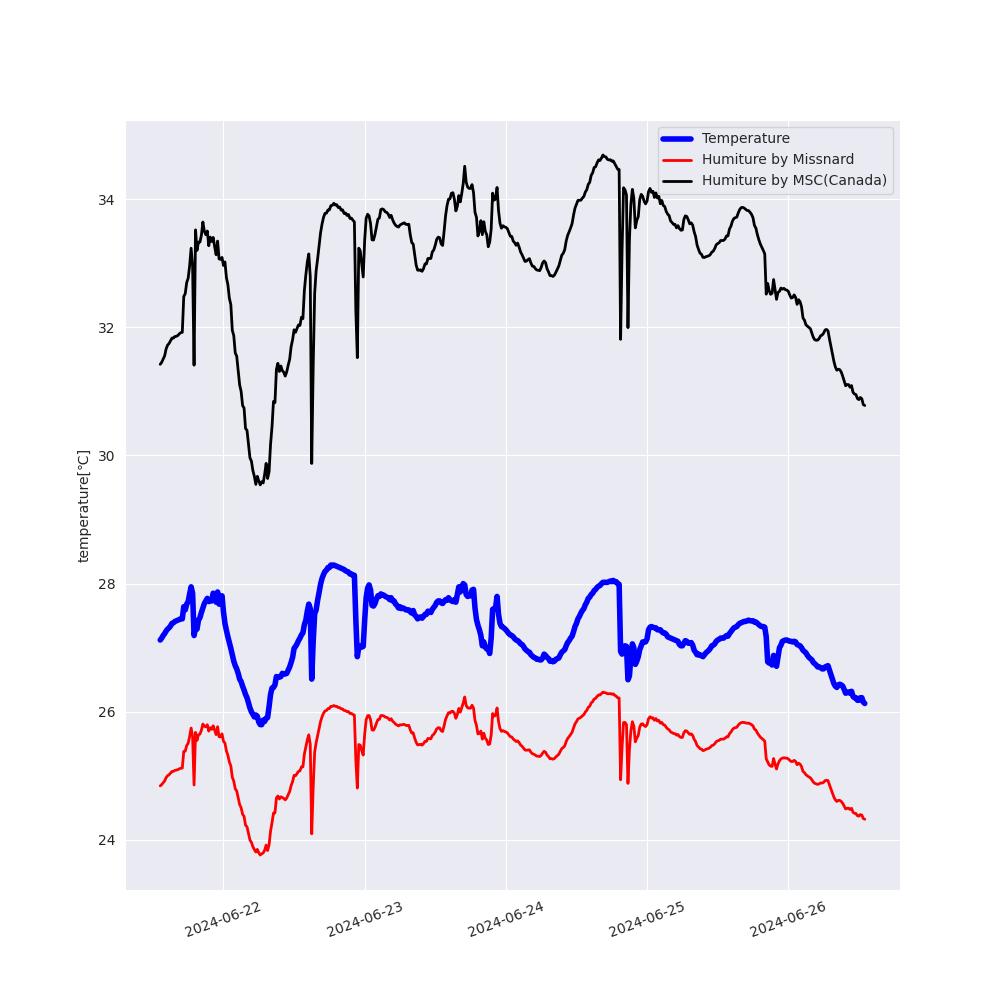 Temperature
Humiture by Missnard
Humiture by MSC(Canada)
34
32
30
28
26
24
temperature[℃]
2024-06-22
2024-06-23
2024-06-24
2024-06-25
2024-06-26